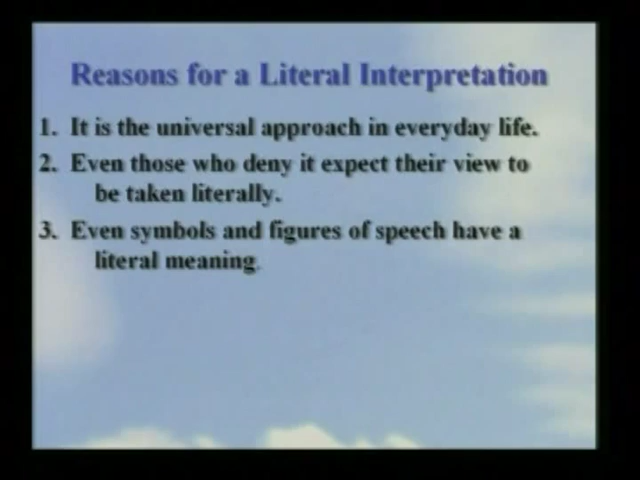 Reasons for a Literal Interpretation
1. It is the universal approach in everyday life.
2. Even those who deny it expect their view to
be taken literally.
3. Even symbols and figures of speech have a
literal meaning.